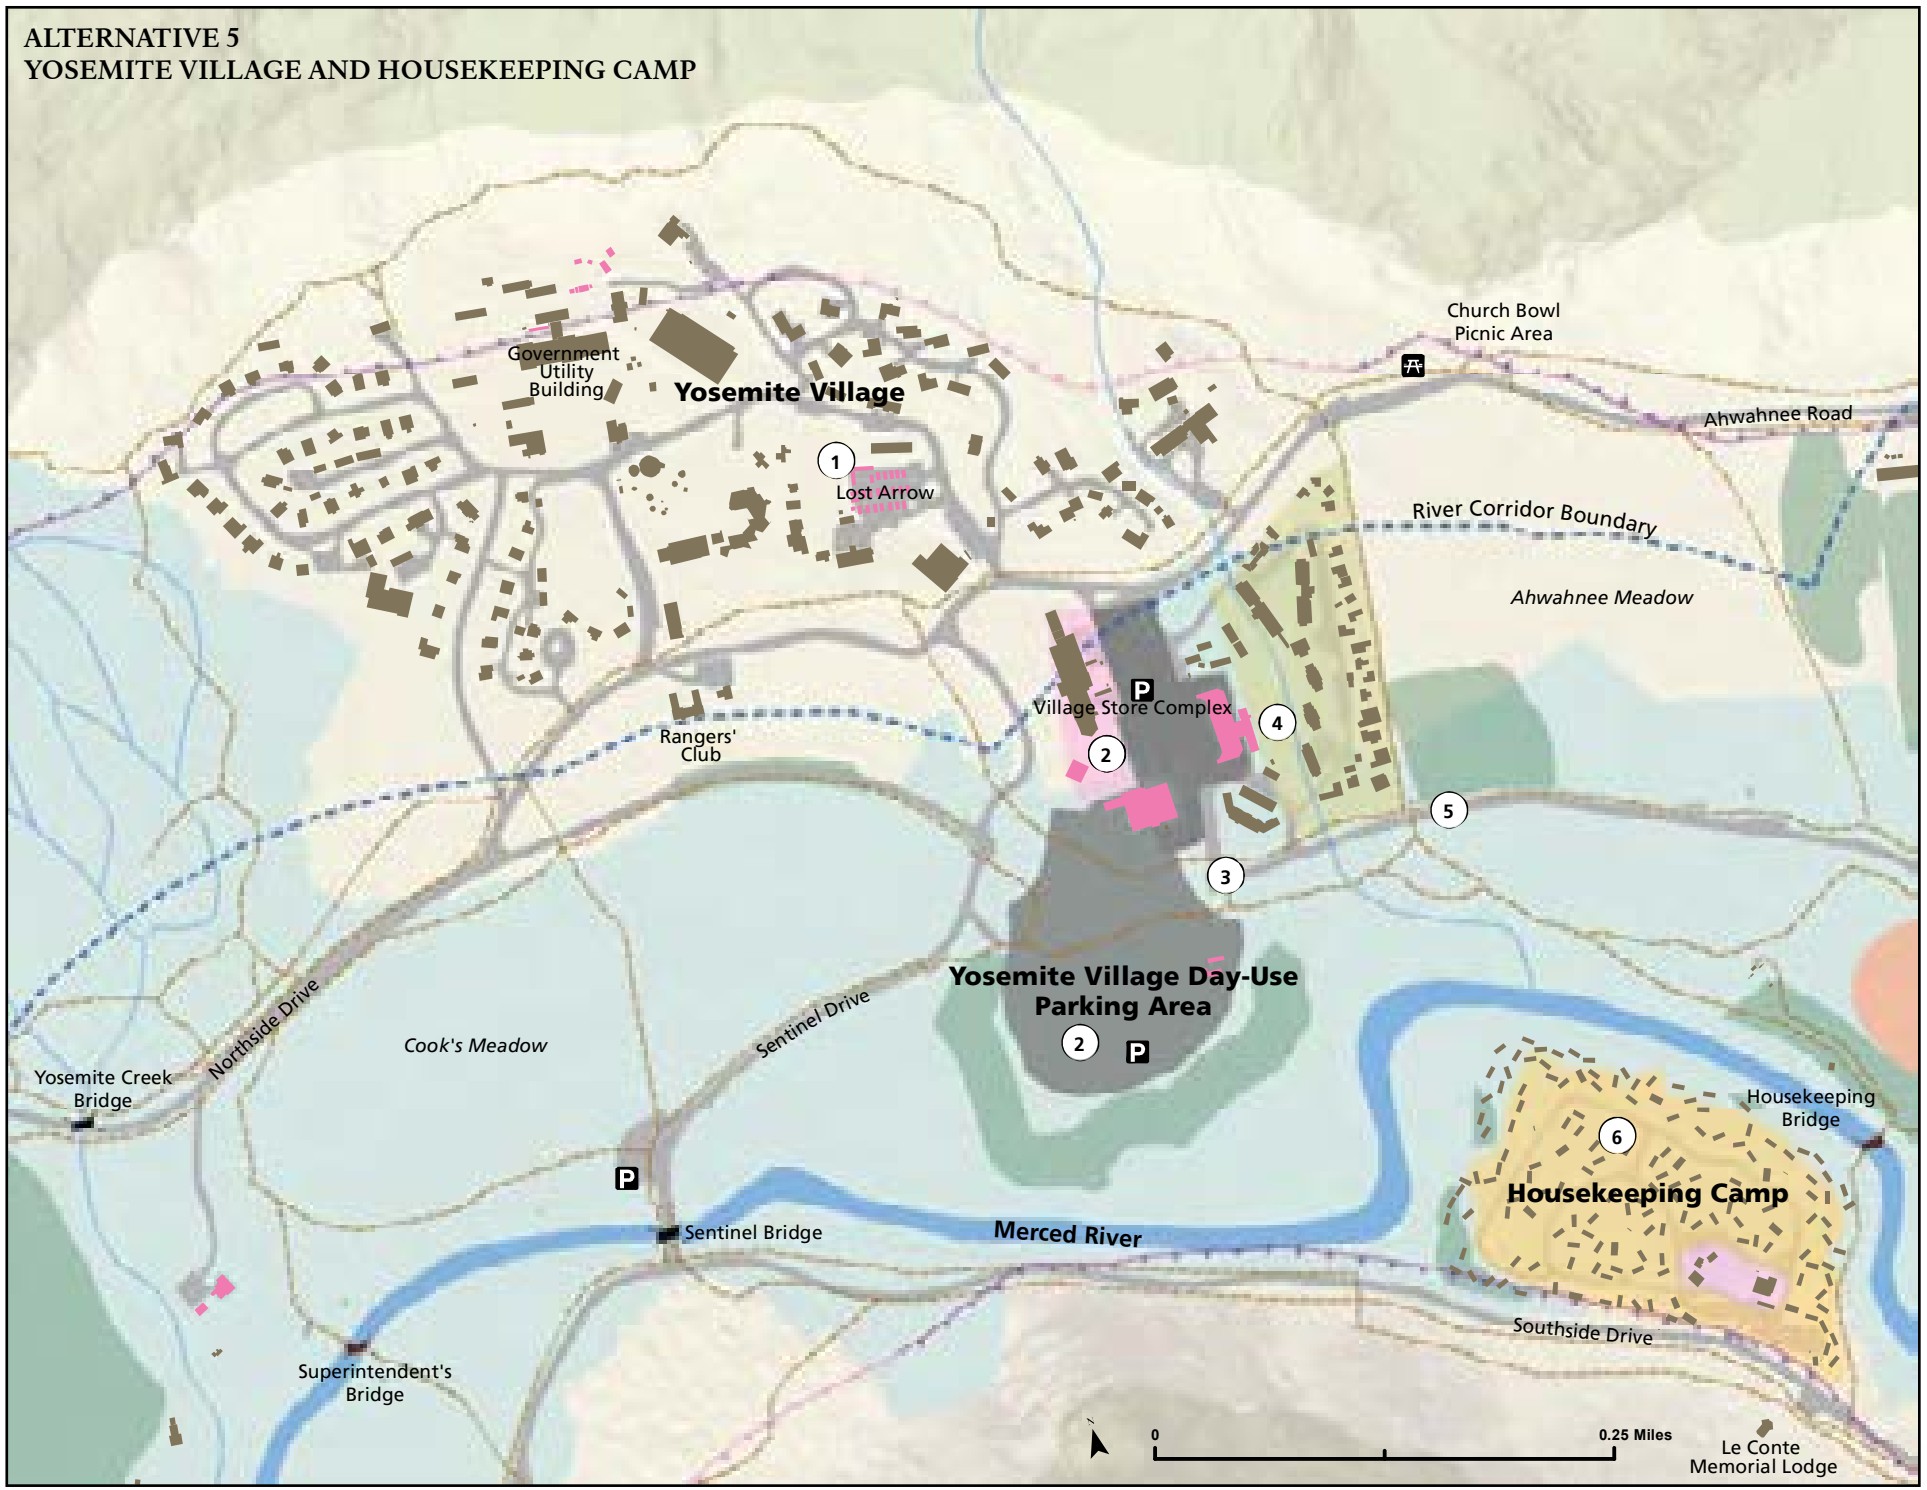 ALTERNATIVE 5
YOSEMITE VILLAGE AND HOUSEKEEPING CAMP
Church Bowl
Picnic Area
Government
Utility
Building
Yosemite Village
Ahwahnee Road
1
Lost Arrow
River Corridor Boundary
Ahwahnee Meadow
P
Village Store Complex
4
Rangers'
Club
2
5
3
Yosemite Village Day-Use
Parking Area
2
P
Northside Drive
Sentinel Drive
Cook's Meadow
Yosemite Creek
Bridge
Housekeeping
Bridge
6
P
Housekeeping Camp
Sentinel Bridge
Merced River
Southside Drive
Superintendent's
Bridge
N
0
0.25 Miles
Le Conte
Memorial Lodge